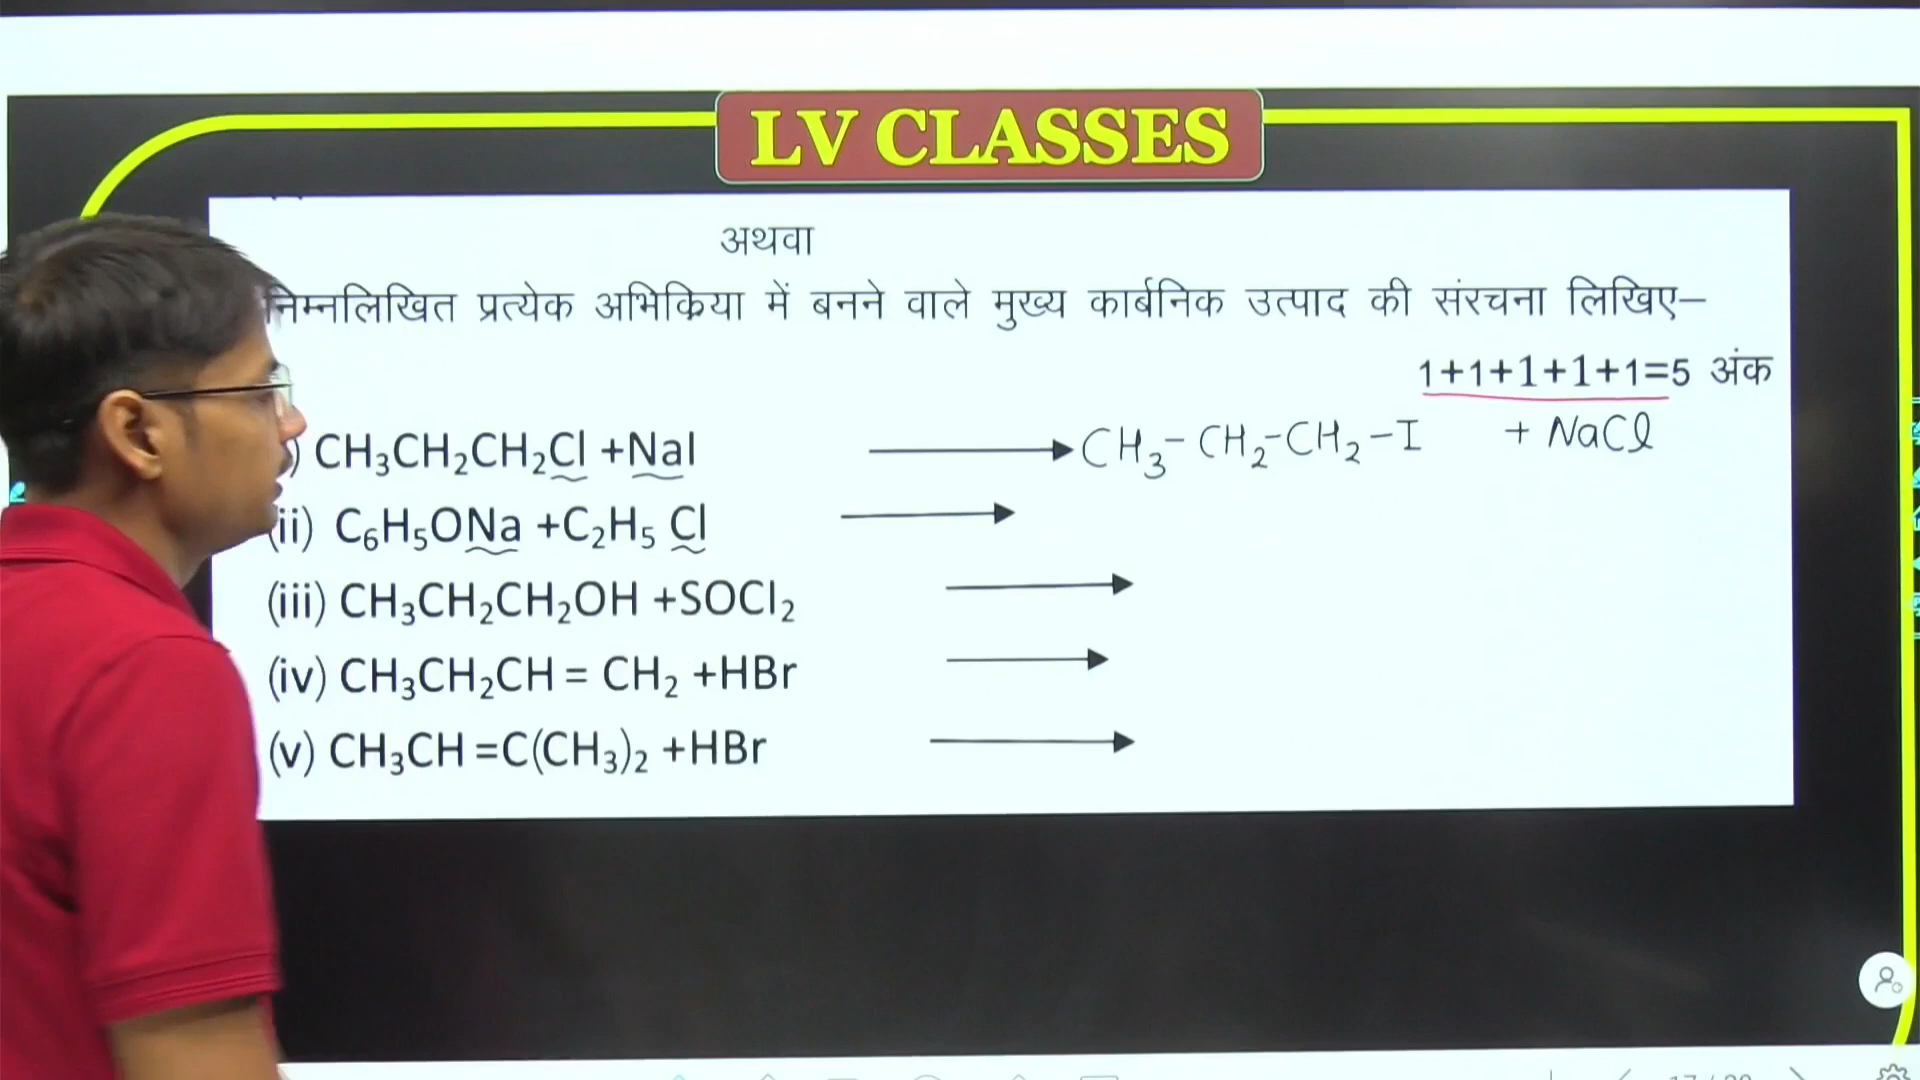 LV CLASSES
अथवा
निम्नलिखित प्रत्येक अभिक्रिया में बनने वाले मुख्य कार्बनिक उत्पाद की संरचना लिखिए–
1+1+1+1+1=5 अंक
) CH₃CH₂CH₂Cl +NaI ⟶ CH₃-CH₂-CH₂-I + NaCl
(ii) C₆H₅ONa +C₂H₅ Cl ⟶
(iii) CH₃CH₂CH₂OH +SOCl₂ ⟶
(iv) CH₃CH₂CH = CH₂ +HBr ⟶
(v) CH₃CH =C(CH₃)₂ +HBr ⟶